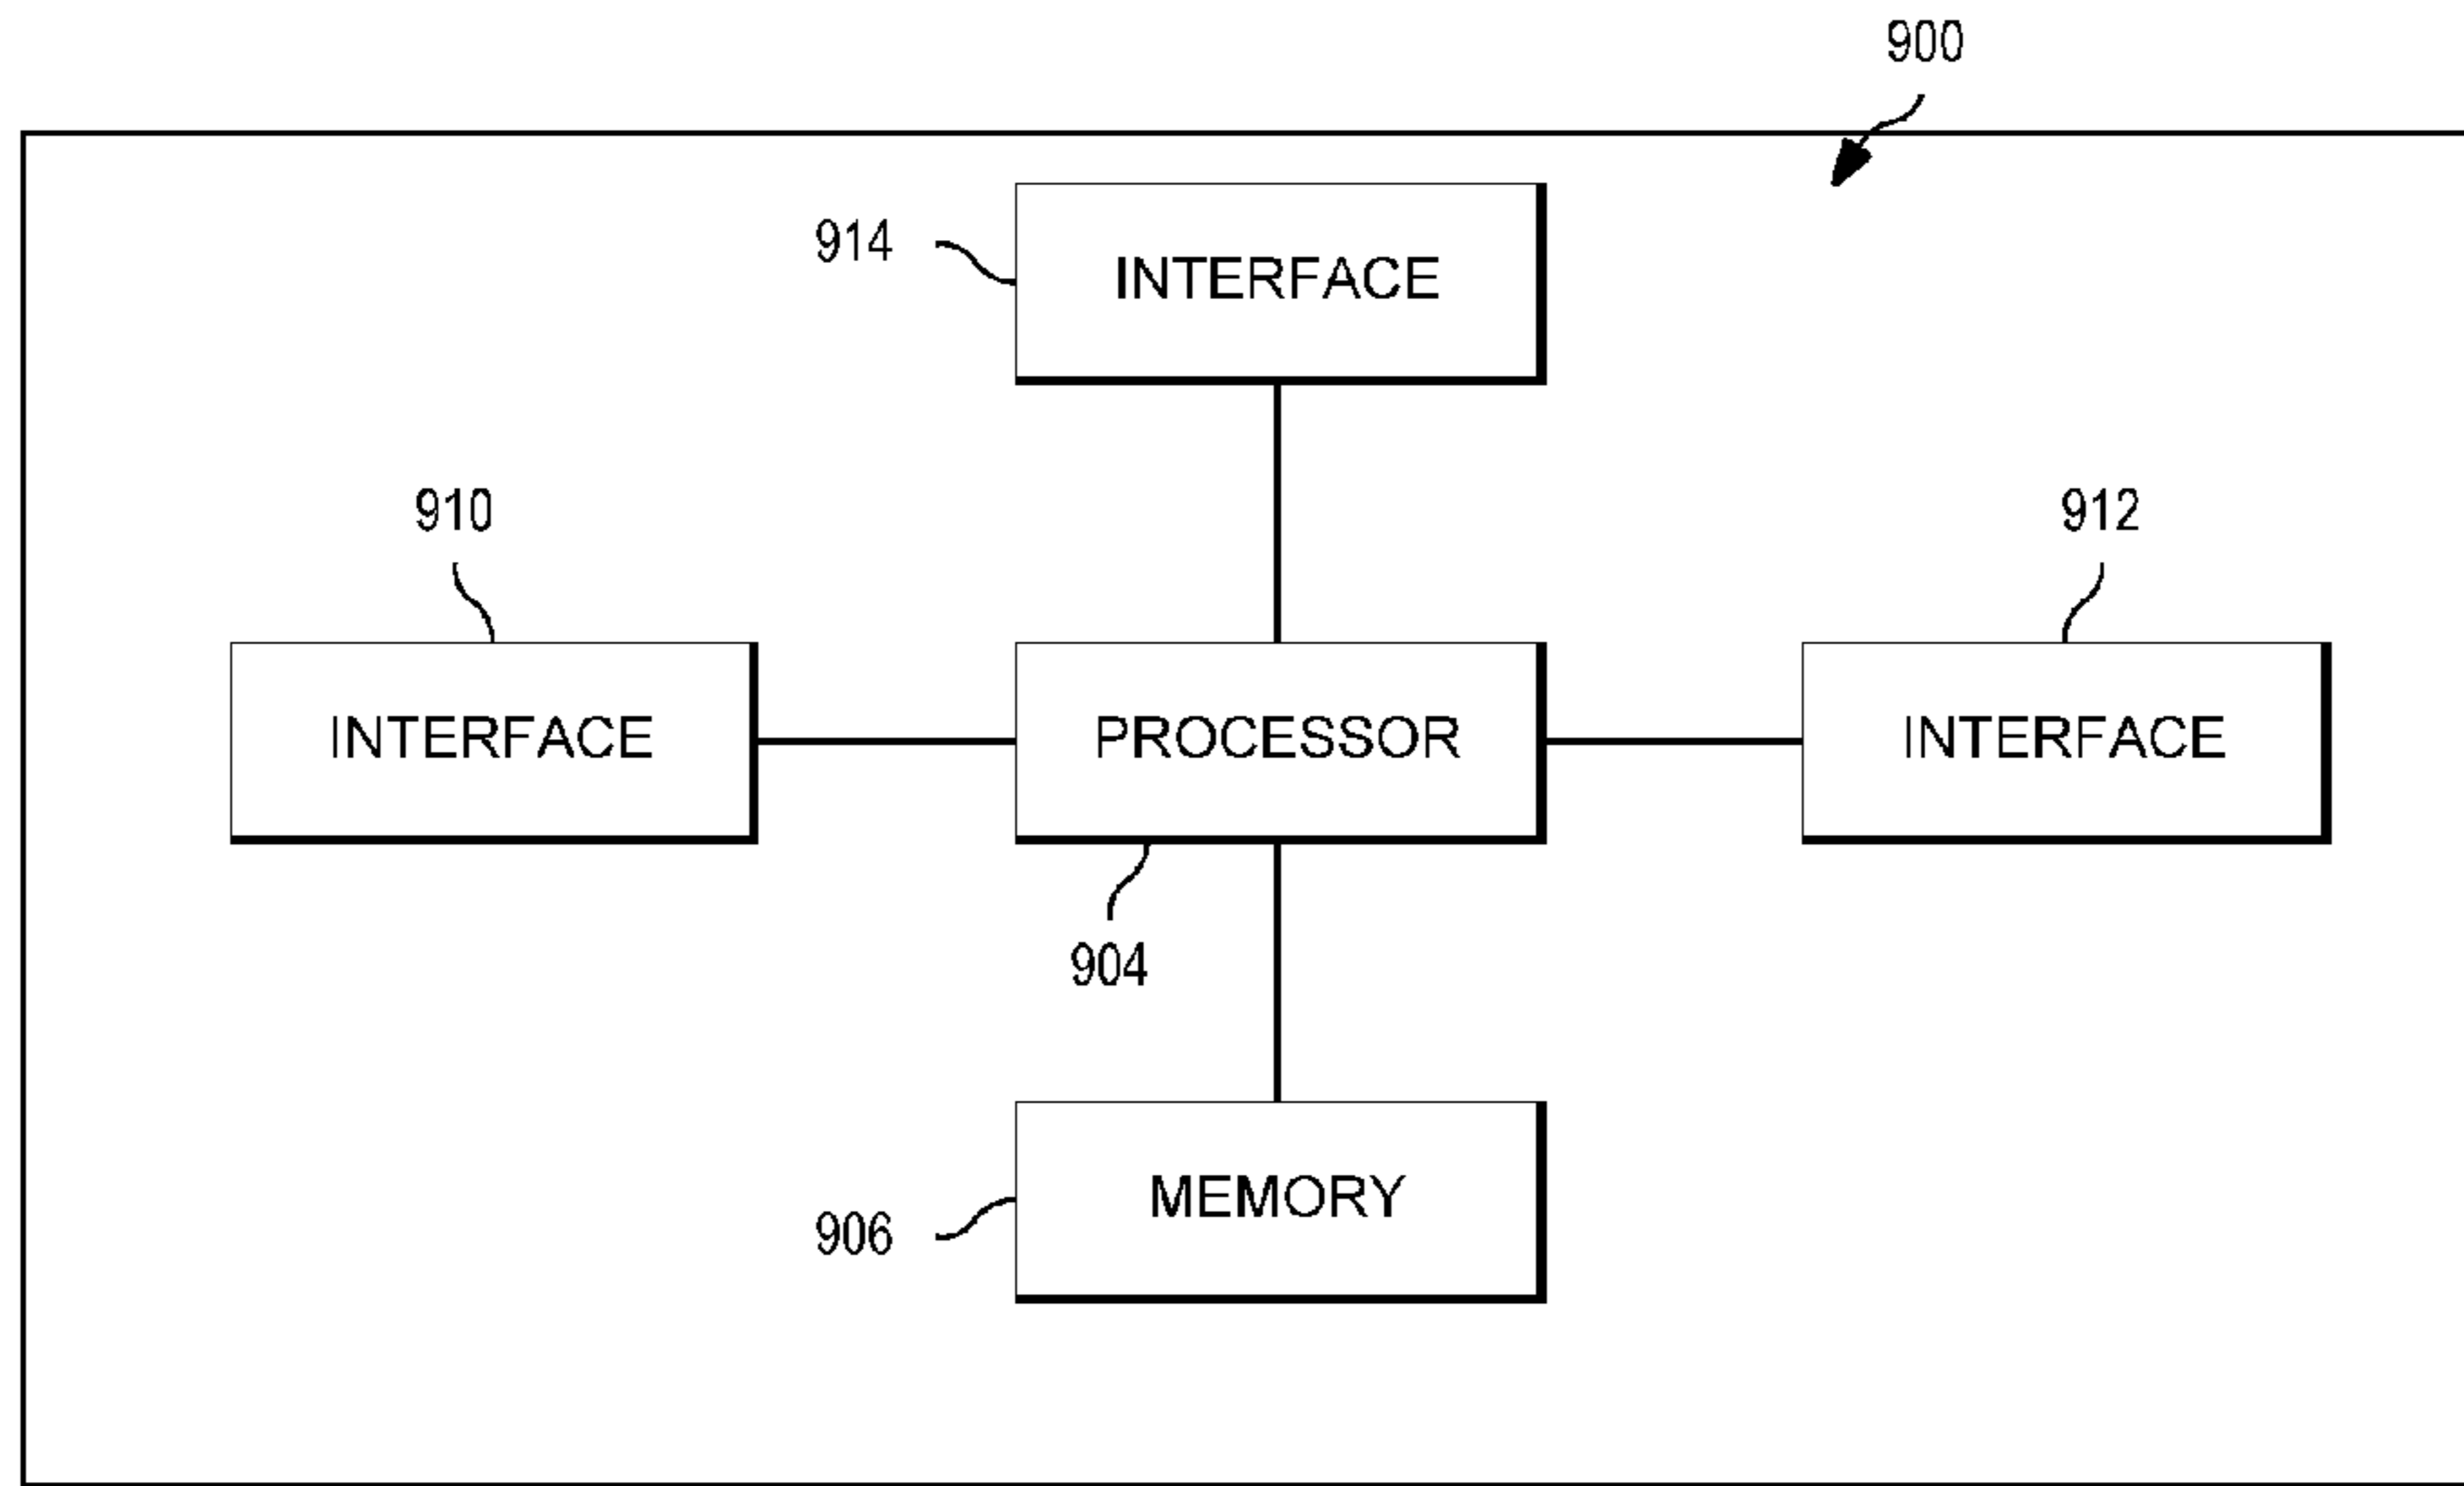 900
914
INTERFACE
910
912
INTERFACE
PROCESSOR
INTERFACE
904
MEMORY
906